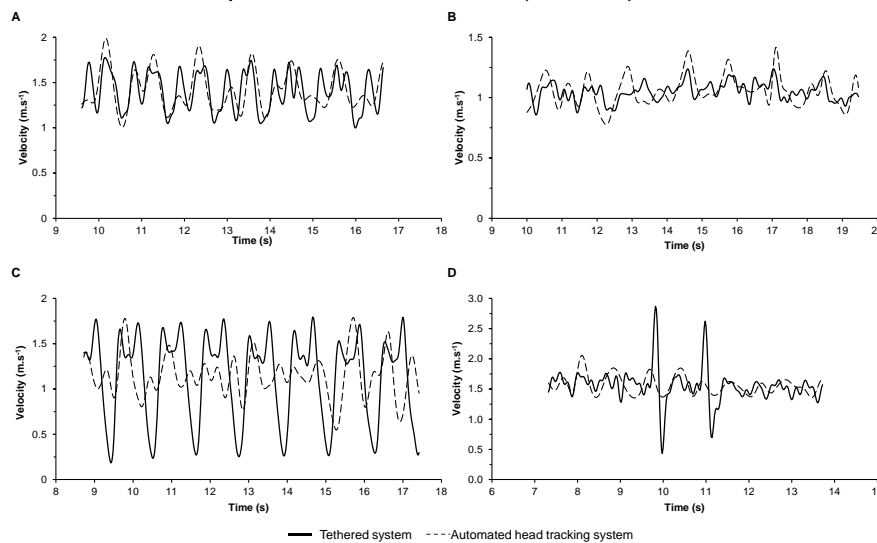 A
B
2
1.5
1
0.5
0
Velocity (m.s⁻¹)
9 10 11 12 13 14 15 16 17 18
Time (s)
1.5
1
0.5
0
Velocity (m.s⁻¹)
9 10 11 12 13 14 15 16 17 18 19
Time (s)
C
D
2
1.5
1
0.5
0
Velocity (m.s⁻¹)
8 9 10 11 12 13 14 15 16 17 18
Time (s)
3.0
2.5
2.0
1.5
1.0
0.5
0.0
Velocity (m.s⁻¹)
6 7 8 9 10 11 12 13 14
Time (s)
Tethered system Automated head tracking system